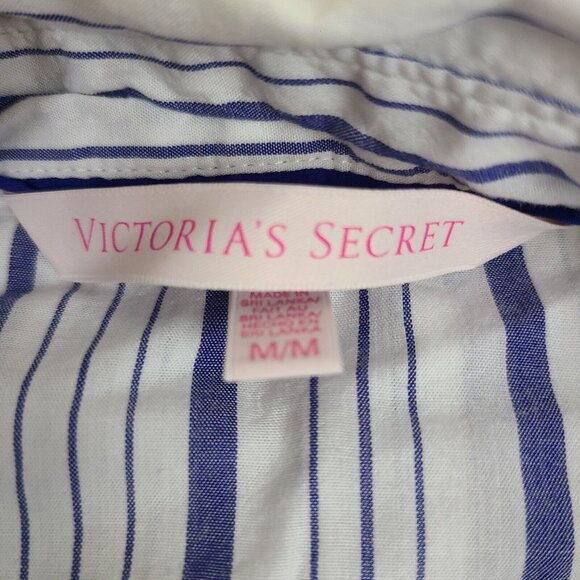 VICTORIA'S SECRET
MADE IN
SRI LANKA/
FAIT AU
SRI LANKA/
HECHO EN
SRI LANKA
M/M